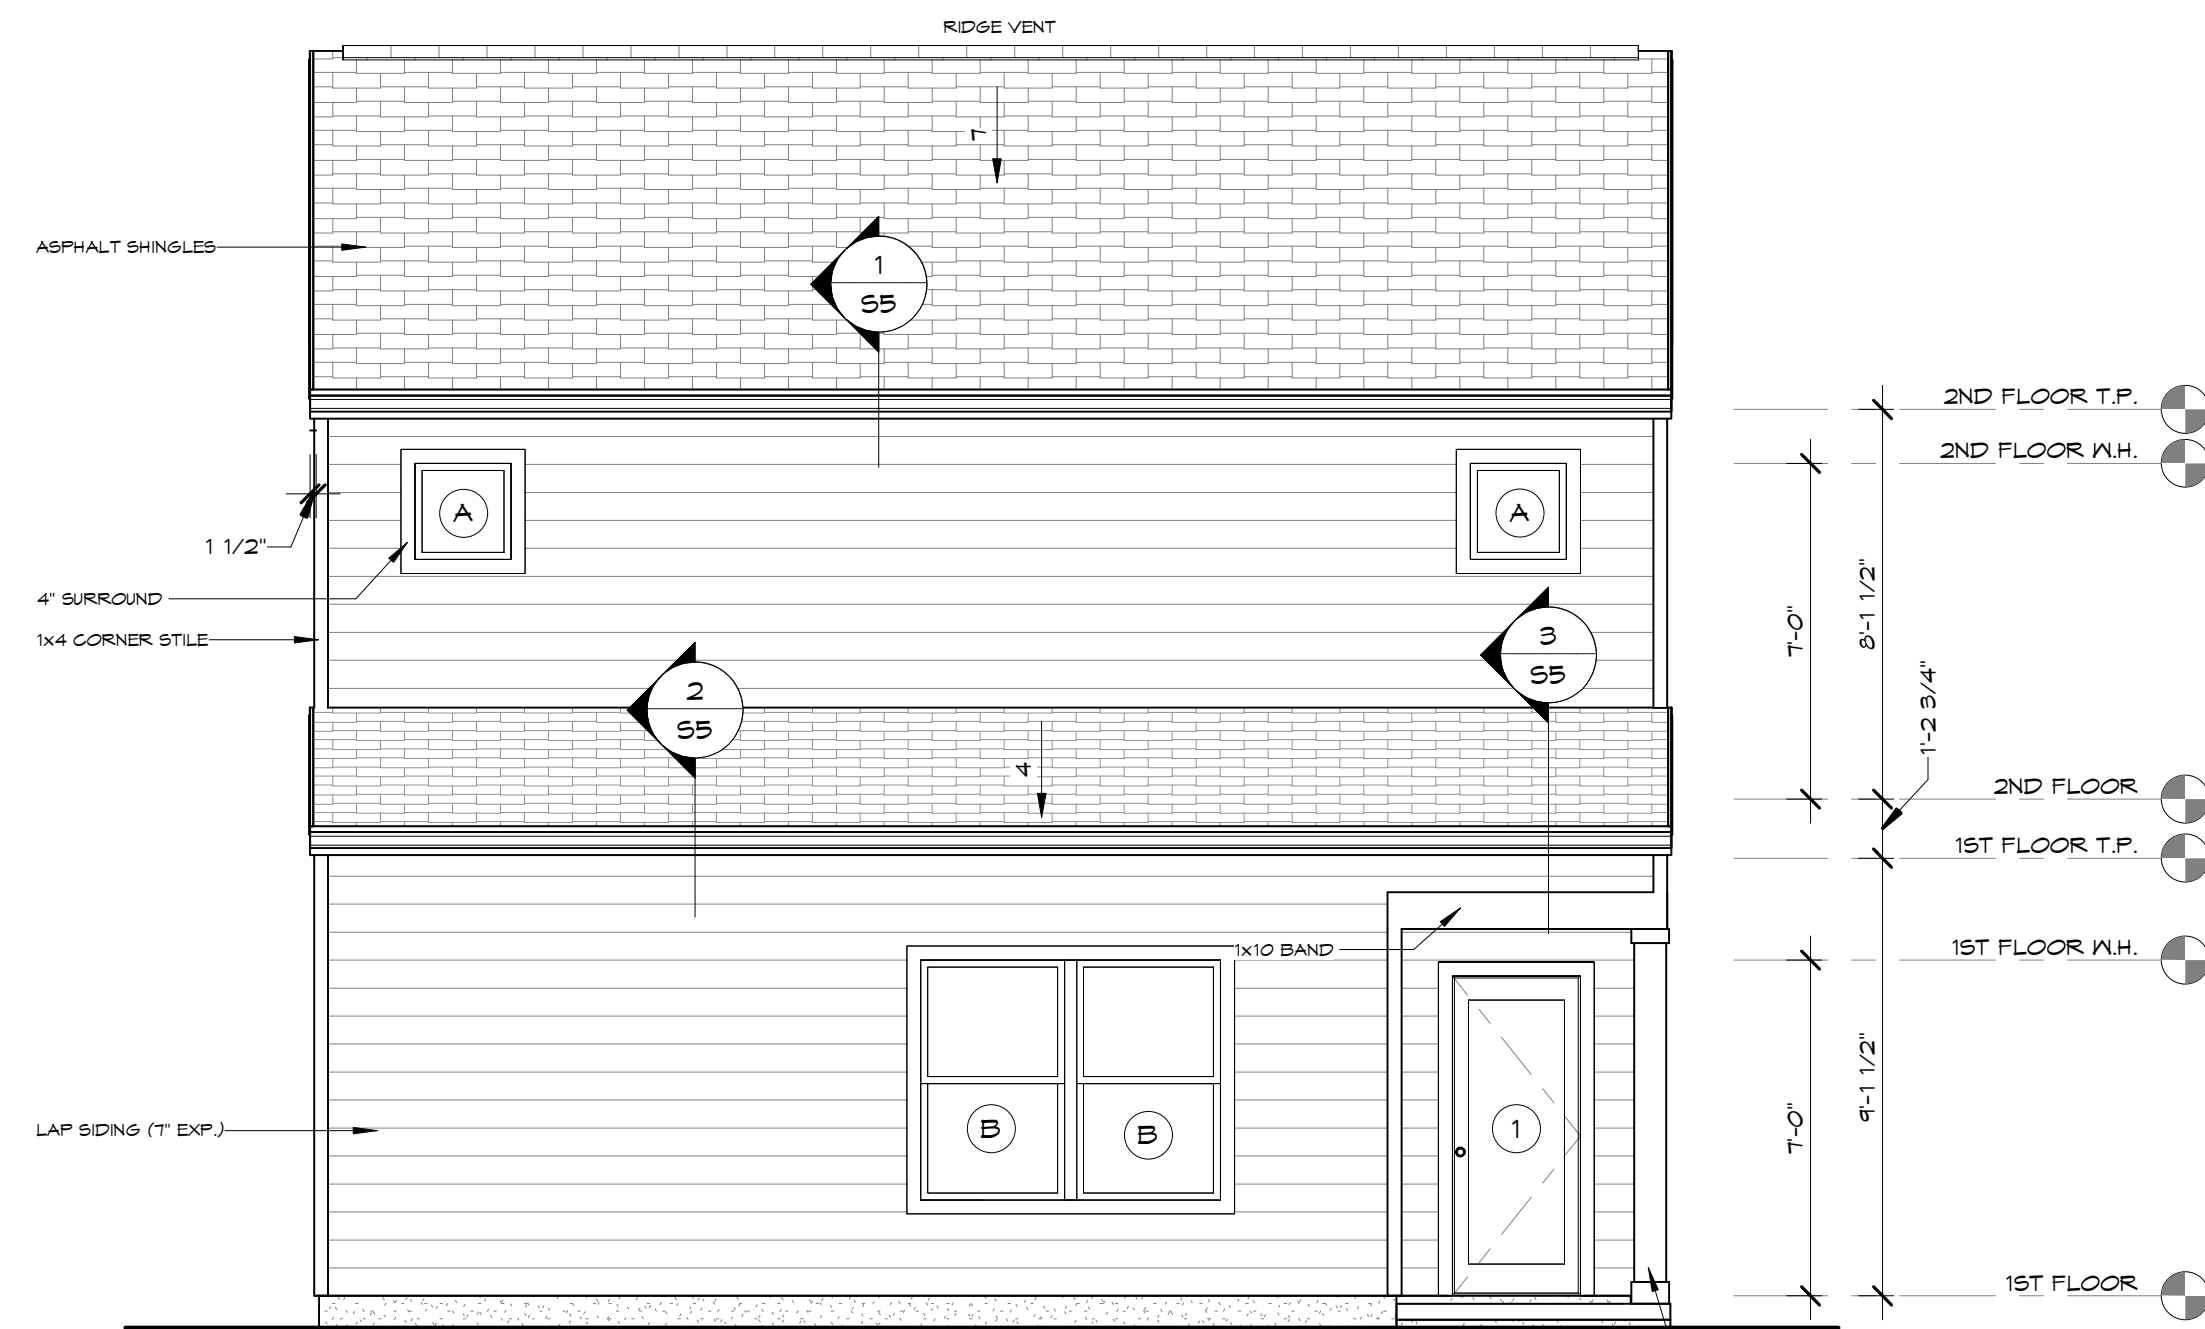 RIDGE VENT
7
ASPHALT SHINGLES
1
S5
2ND FLOOR T.P.
2ND FLOOR W.H.
A
A
1 1/2"
4" SURROUND
1x4 CORNER STILE
7'-0"
8'-1 1/2"
3
S5
2
S5
1'-2 3/4"
4
2ND FLOOR
1ST FLOOR T.P.
1x10 BAND
1ST FLOOR W.H.
LAP SIDING (7" EXP.)
B
B
1
7'-0"
9'-1 1/2"
1ST FLOOR